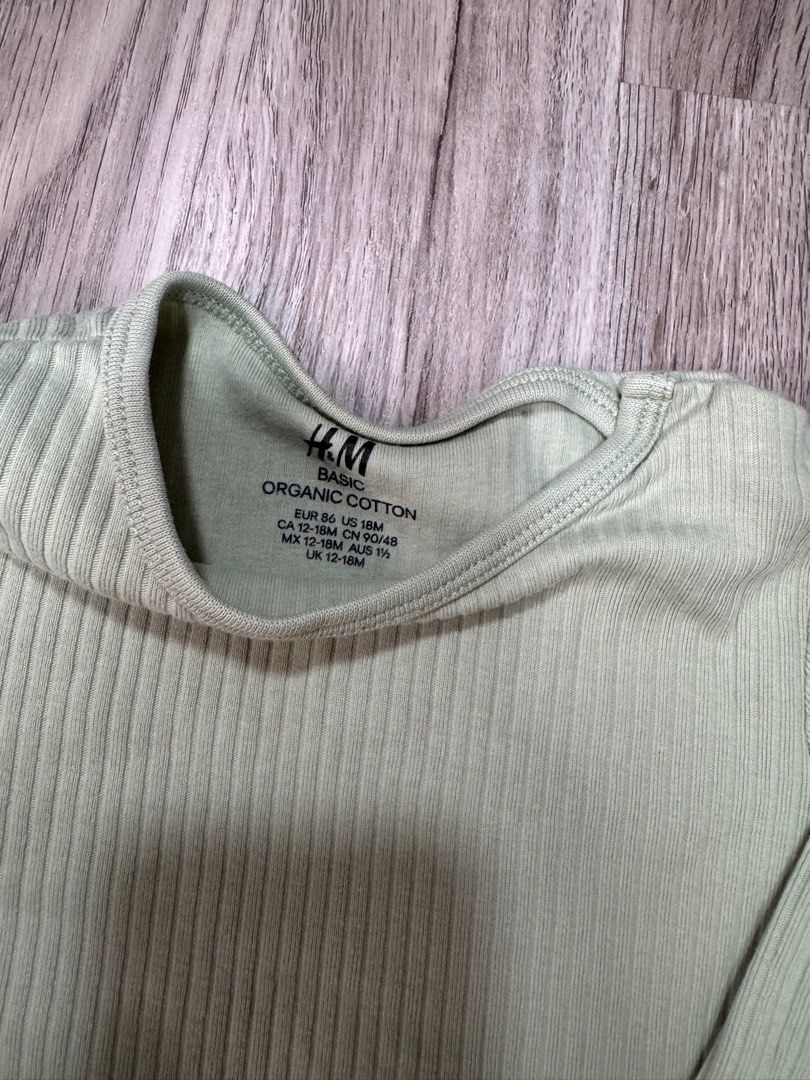 H&M
BASIC
ORGANIC COTTON
EUR 86 US 18M
CA 12-18M CN 90/48
MX 12-18M AUS 1½
UK 12-18M